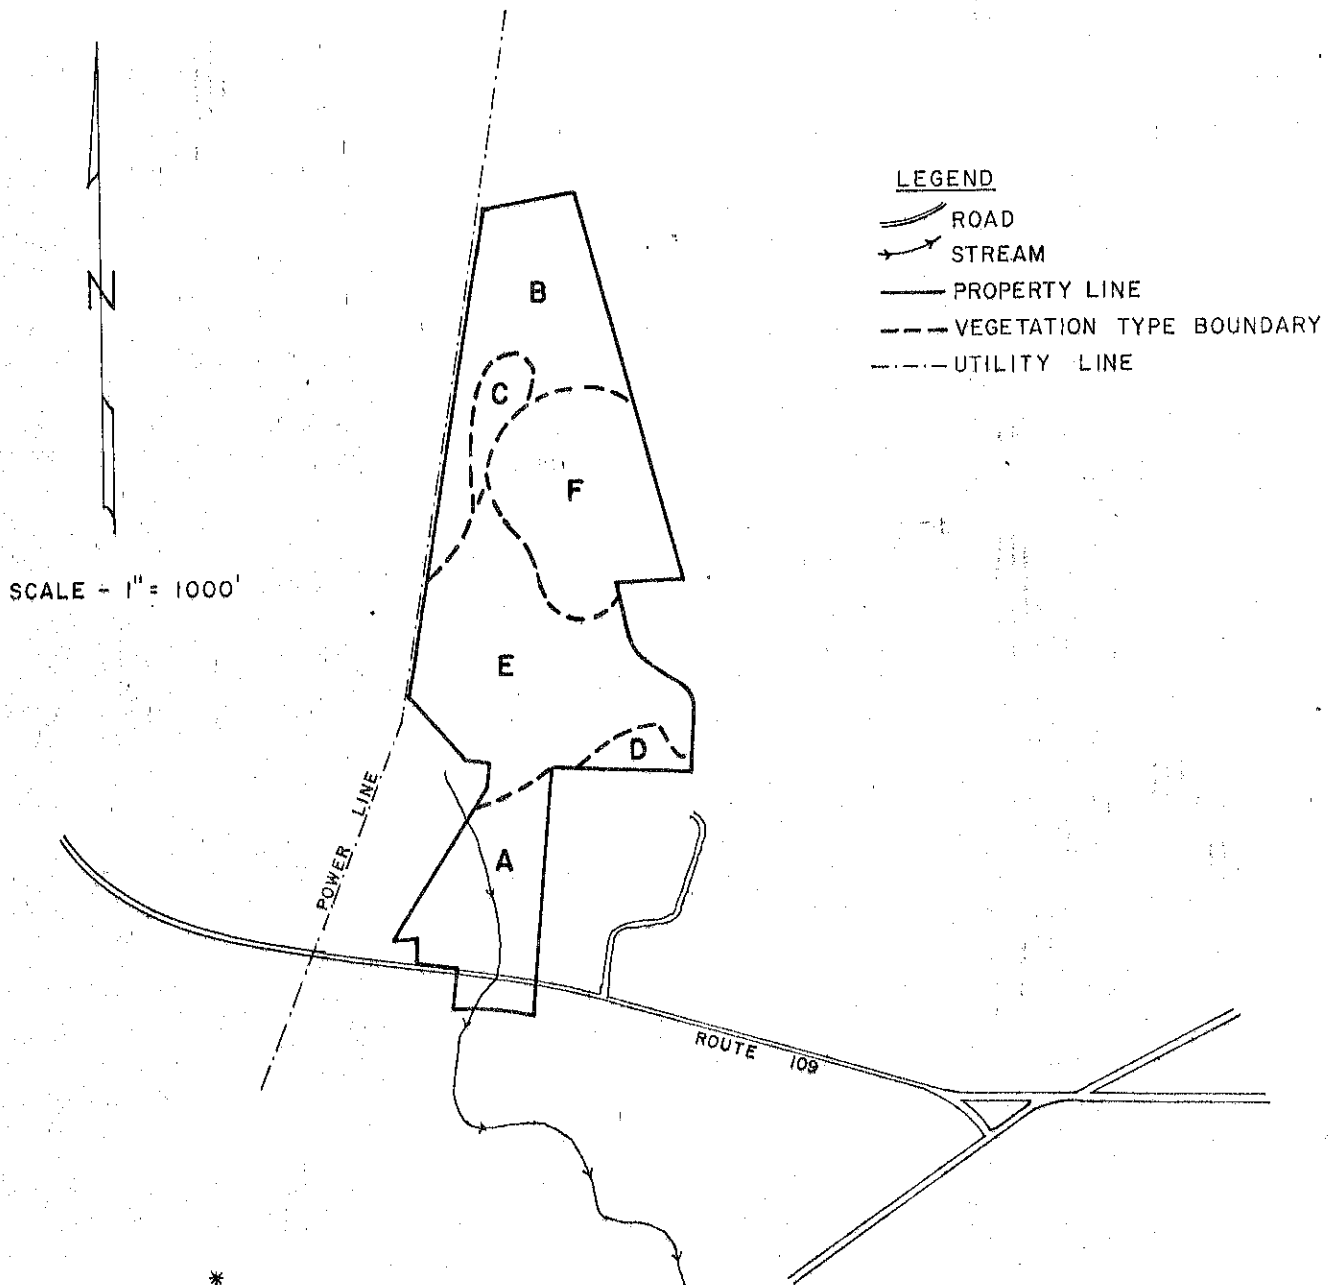 N
SCALE - 1" = 1000'
LEGEND
ROAD
STREAM
PROPERTY LINE
VEGETATION TYPE BOUNDARY
UTILITY LINE
B
C
F
E
D
A
POWER LINE
ROUTE 109
*